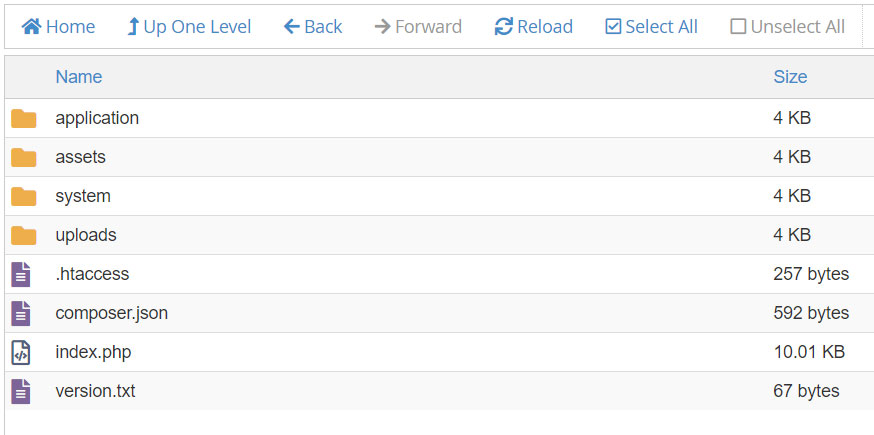 Home Up One Level Back Forward Reload Select All Unselect All
Name Size
application 4 KB
assets 4 KB
system 4 KB
uploads 4 KB
.htaccess 257 bytes
composer.json 592 bytes
index.php 10.01 KB
version.txt 67 bytes